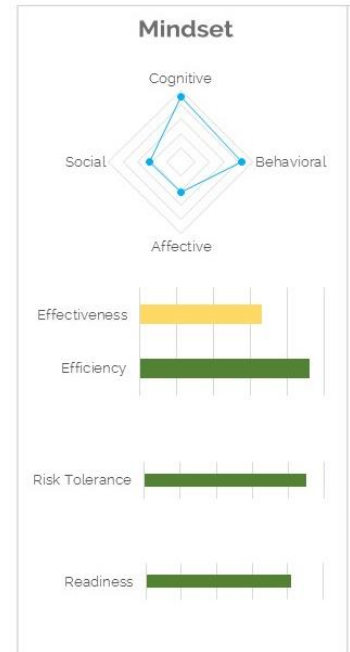 Mindset
Cognitive
Social
Behavioral
Affective
Effectiveness
Efficiency
Risk Tolerance
Readiness